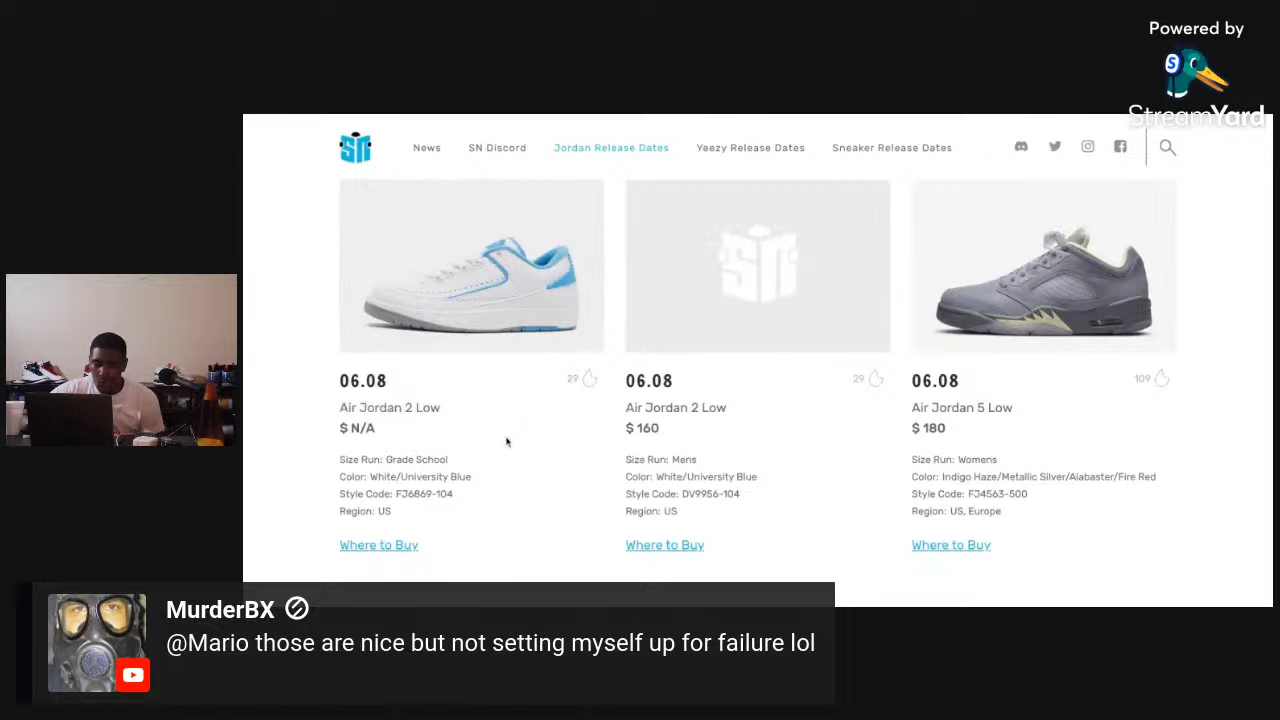 Powered by
StreamYard
SN
News
SN Discord
Jordan Release Dates
Yeezy Release Dates
Sneaker Release Dates
SN
06.08
29
Air Jordan 2 Low
$ N/A
Size Run: Grade School
Color: White/University Blue
Style Code: FJ6869-104
Region: US
Where to Buy
06.08
29
Air Jordan 2 Low
$ 160
Size Run: Mens
Color: White/University Blue
Style Code: DV9956-104
Region: US
Where to Buy
06.08
109
Air Jordan 5 Low
$ 180
Size Run: Womens
Color: Indigo Haze/Metallic Silver/Alabaster/Fire Red
Style Code: FJ4563-500
Region: US, Europe
Where to Buy
MurderBX
@Mario those are nice but not setting myself up for failure lol